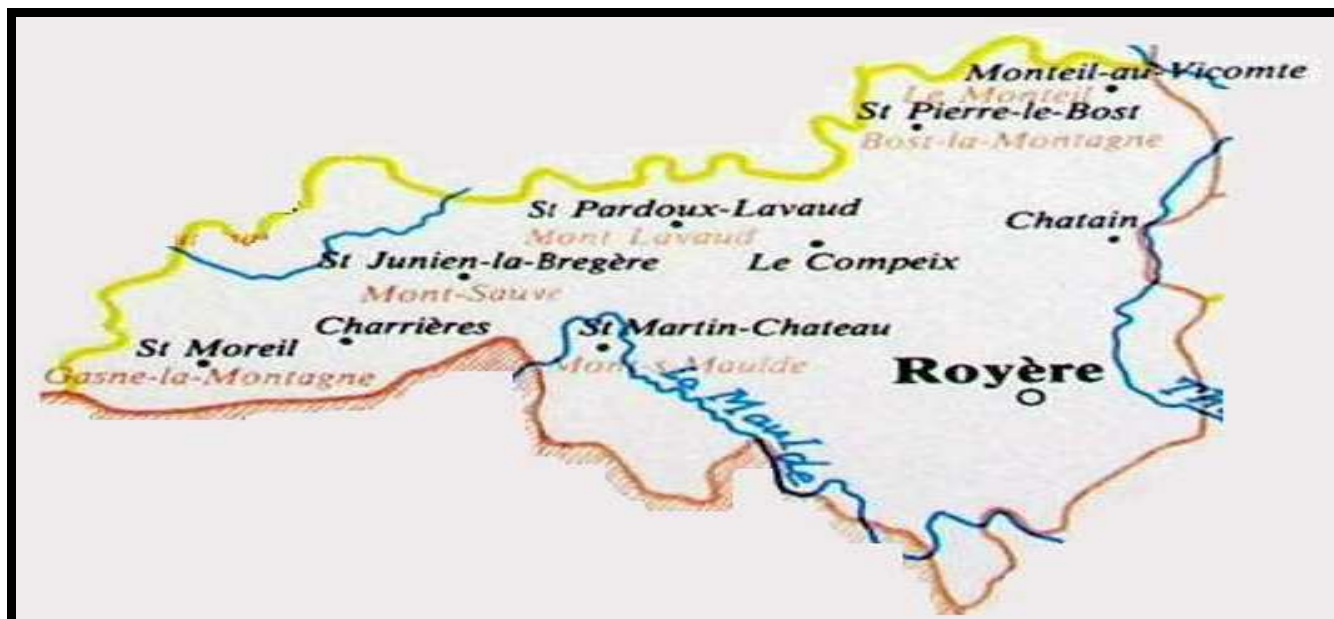 Monteil-au-Vicomte
Le Monteil
St Pierre-le-Bost
Bost-la-Montagne
St Pardoux-Lavaud
Mont Lavaud
Chatain
St Junien-la-Bregère
Le Compeix
Mont-Sauve
Charrières
St Martin-Chateau
St Moreil
Gasne-la-Montagne
Mont-s-Maulde
Royère
La Maulde